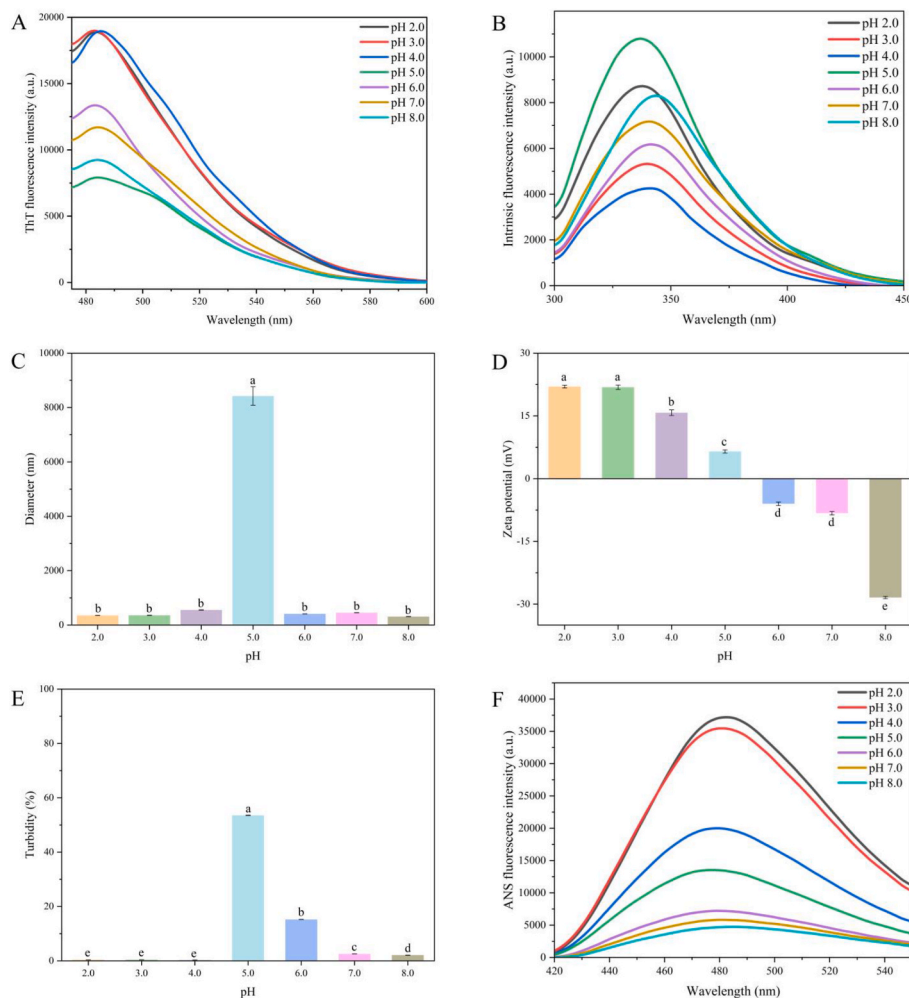 A
20000
15000
10000
5000
0
ThT fluorescence intensity (a.u.)
480
500
520
540
560
580
600
Wavelength (nm)
pH 2.0
pH 3.0
pH 4.0
pH 5.0
pH 6.0
pH 7.0
pH 8.0
B
10000
8000
6000
4000
2000
0
Intrinsic fluorescence intensity (a.u.)
300
350
400
450
Wavelength (nm)
pH 2.0
pH 3.0
pH 4.0
pH 5.0
pH 6.0
pH 7.0
pH 8.0
C
10000
8000
6000
4000
2000
0
Diameter (nm)
b
b
b
a
b
b
b
2.0
3.0
4.0
5.0
6.0
7.0
8.0
pH
D
30
15
0
-15
-30
Zeta potential (mV)
a
a
b
c
d
d
e
2.0
3.0
4.0
5.0
6.0
7.0
8.0
pH
E
100
80
60
40
20
0
Turbidity (%)
e
e
e
a
b
c
d
2.0
3.0
4.0
5.0
6.0
7.0
8.0
pH
F
40000
35000
30000
25000
20000
15000
10000
5000
0
ANS fluorescence intensity (a.u.)
420
440
460
480
500
520
540
Wavelength (nm)
pH 2.0
pH 3.0
pH 4.0
pH 5.0
pH 6.0
pH 7.0
pH 8.0